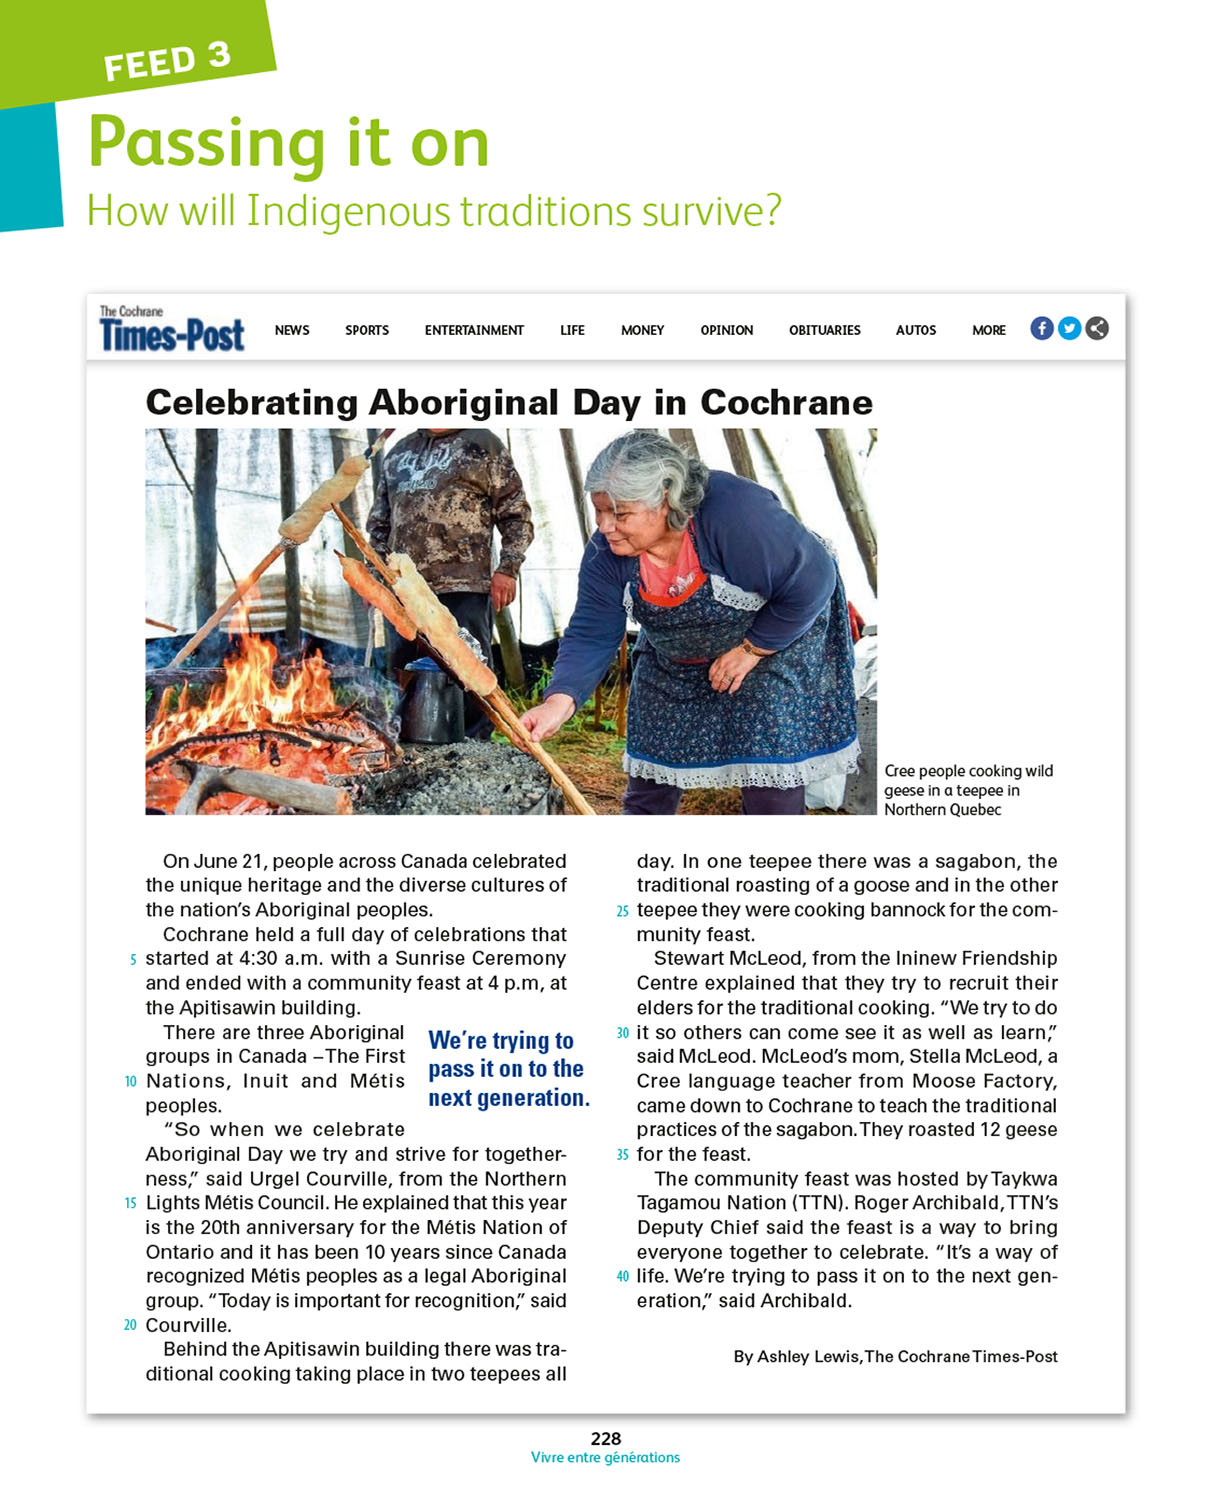 FEED 3
Passing it on
How will Indigenous traditions survive?
The Cochrane
Times-Post
NEWS SPORTS ENTERTAINMENT LIFE MONEY OPINION OBITUARIES AUTOS MORE
Celebrating Aboriginal Day in Cochrane
Cree people cooking wild
geese in a teepee in
Northern Quebec
On June 21, people across Canada celebrated
the unique heritage and the diverse cultures of
the nation's Aboriginal peoples.
Cochrane held a full day of celebrations that
5 started at 4:30 a.m. with a Sunrise Ceremony
and ended with a community feast at 4 p.m, at
the Apitisawin building.
There are three Aboriginal
groups in Canada – The First
10 Nations, Inuit and Métis
peoples.
"So when we celebrate
Aboriginal Day we try and strive for together-
ness," said Urgel Courville, from the Northern
15 Lights Métis Council. He explained that this year
is the 20th anniversary for the Métis Nation of
Ontario and it has been 10 years since Canada
recognized Métis peoples as a legal Aboriginal
group. "Today is important for recognition," said
20 Courville.
Behind the Apitisawin building there was tra-
ditional cooking taking place in two teepees all
We're trying to
pass it on to the
next generation.
day. In one teepee there was a sagabon, the
traditional roasting of a goose and in the other
25 teepee they were cooking bannock for the com-
munity feast.
Stewart McLeod, from the Ininew Friendship
Centre explained that they try to recruit their
elders for the traditional cooking. "We try to do
30 it so others can come see it as well as learn,"
said McLeod. McLeod's mom, Stella McLeod, a
Cree language teacher from Moose Factory,
came down to Cochrane to teach the traditional
practices of the sagabon. They roasted 12 geese
35 for the feast.
The community feast was hosted by Taykwa
Tagamou Nation (TTN). Roger Archibald, TTN's
Deputy Chief said the feast is a way to bring
everyone together to celebrate. "It's a way of
40 life. We're trying to pass it on to the next gen-
eration," said Archibald.
By Ashley Lewis, The Cochrane Times-Post
228
Vivre entre générations